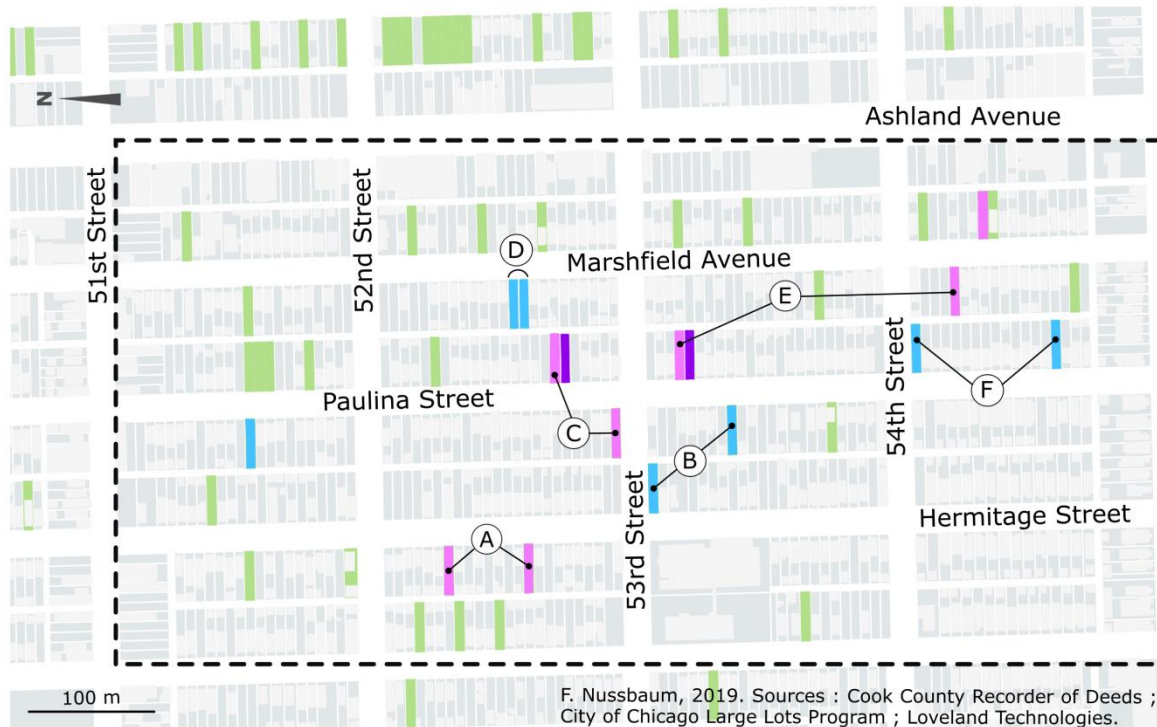 N
Ashland Avenue
51st Street
52nd Street
D
Marshfield Avenue
E
54th Street
Paulina Street
F
C
B
53rd Street
Hermitage Street
A
100 m
F. Nussbaum, 2019. Sources : Cook County Recorder of Deeds ;
City of Chicago Large Lots Program ; Loveland Technologies.